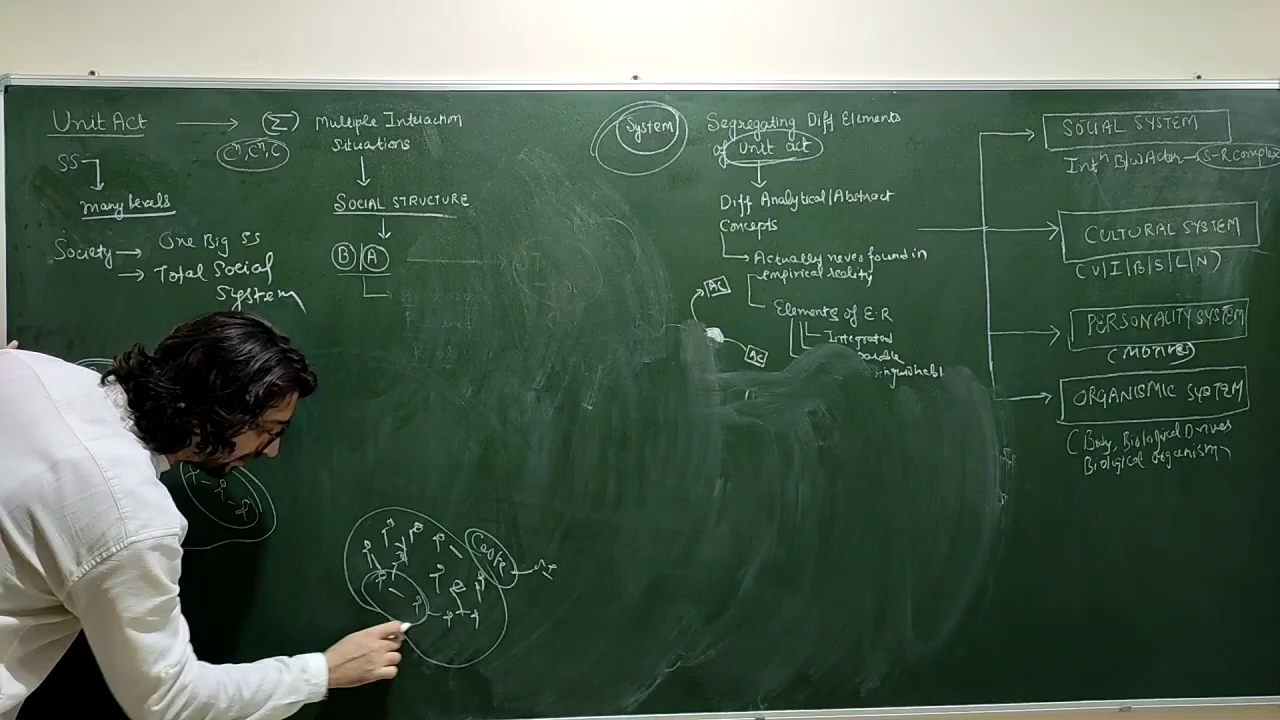 Unit Act
(Σ) Multiple Interaction
Situations
SS
many levels
SOCIAL STRUCTURE
Society → One Big SS
→ Total Social
System
B / A
System
Segregating Diff Elements
of Unit act
Diff Analytical/Abstract
Concepts
Actually never found in
empirical reality
AC
AC
Elements of E.R
Integrated
SOCIAL SYSTEM
Intⁿ B/w Actor – S-R Complex
CULTURAL SYSTEM
(V|I|B|S|L|N)
PERSONALITY SYSTEM
(Motives)
ORGANISMIC SYSTEM
(Body, Biological Drives
Biological organism
Caste